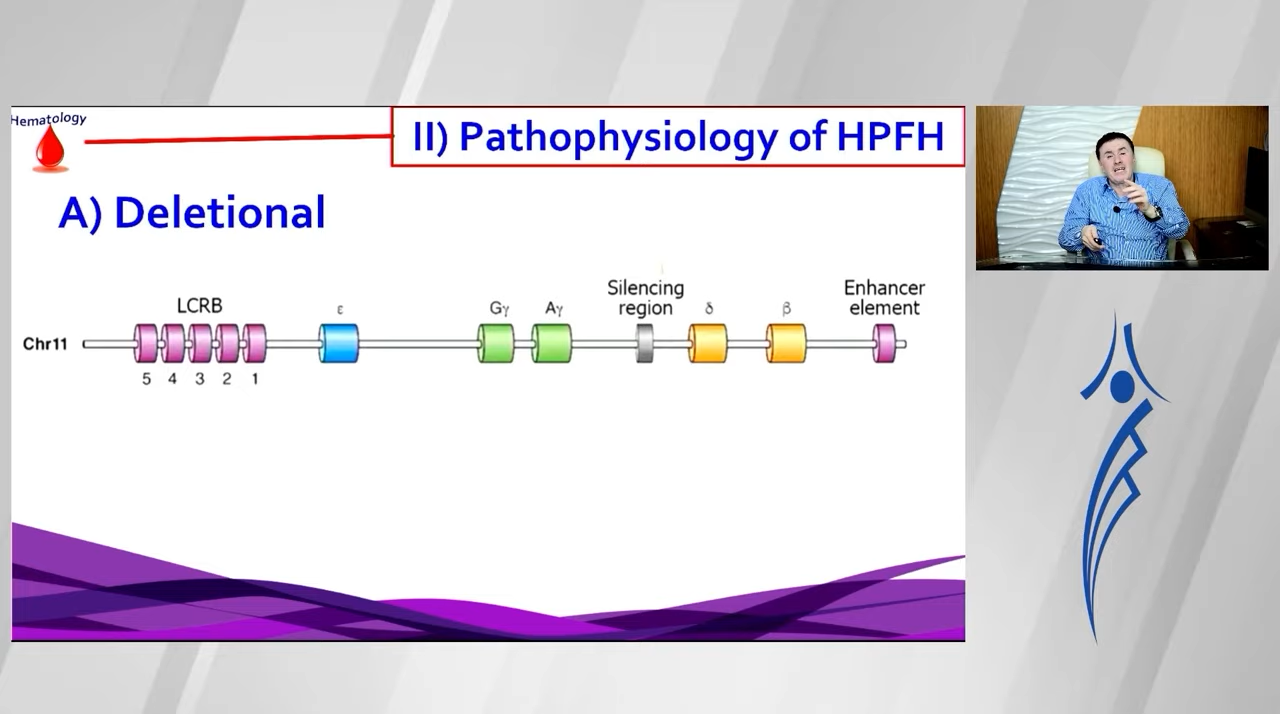 Hematology
II) Pathophysiology of HPFH
A) Deletional
LCRB
ε
Gγ
Aγ
Silencing
region
δ
β
Enhancer
element
Chr11
5 4 3 2 1